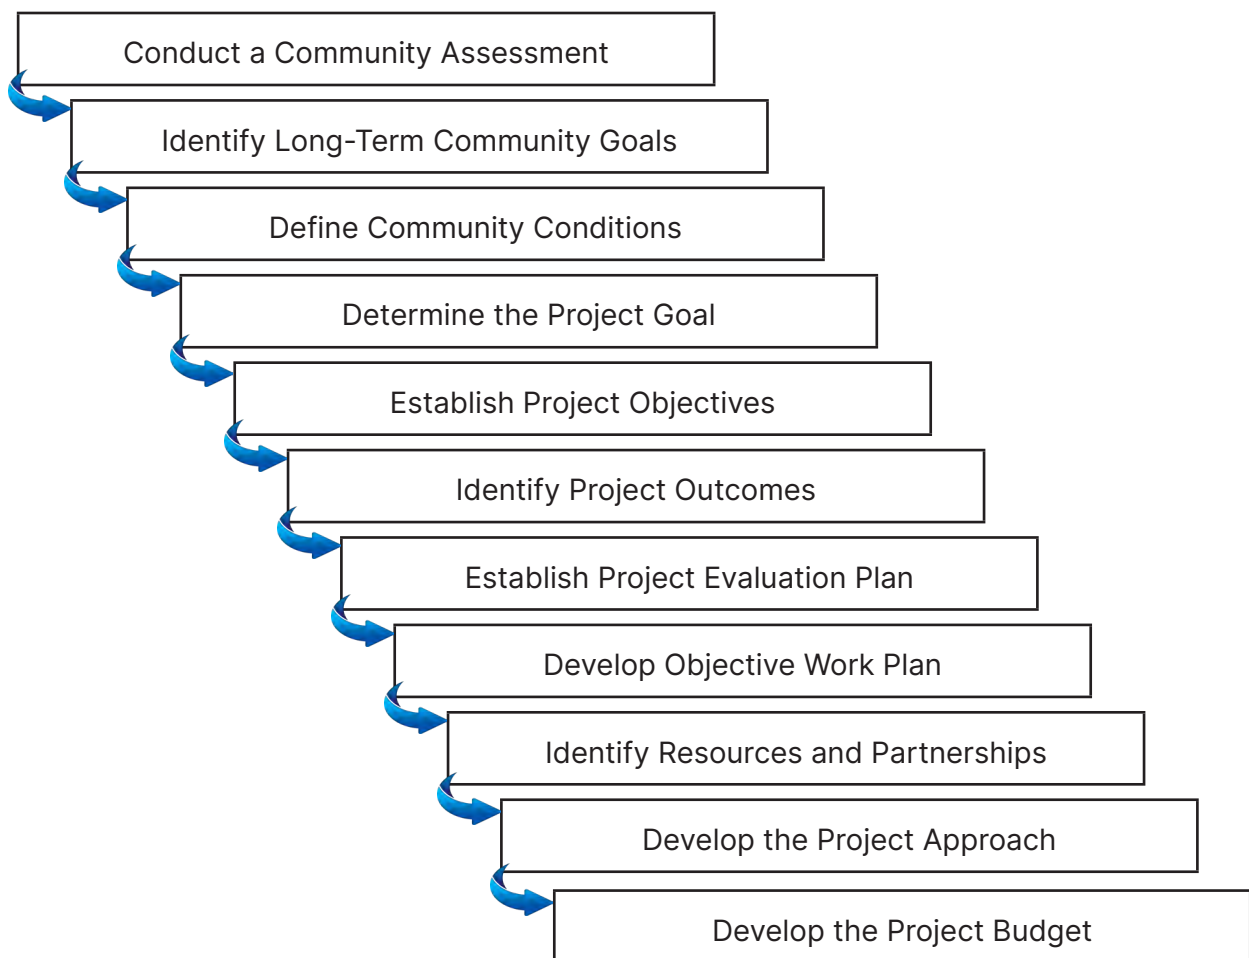 Conduct a Community Assessment
Identify Long-Term Community Goals
Define Community Conditions
Determine the Project Goal
Establish Project Objectives
Identify Project Outcomes
Establish Project Evaluation Plan
Develop Objective Work Plan
Identify Resources and Partnerships
Develop the Project Approach
Develop the Project Budget